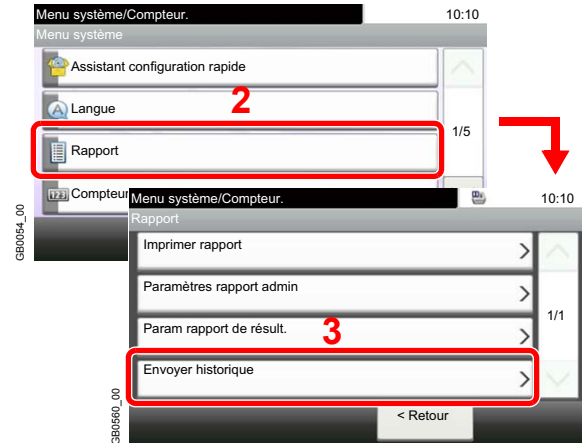 Menu système/Compteur.
10:10
Menu système
Assistant configuration rapide
Langue
2
1/5
Rapport
123
Compteur
GB0054_00
Menu système/Compteur.
10:10
Rapport
Imprimer rapport
Paramètres rapport admin
1/1
Param rapport de résult.
3
Envoyer historique
GB0560_00
< Retour